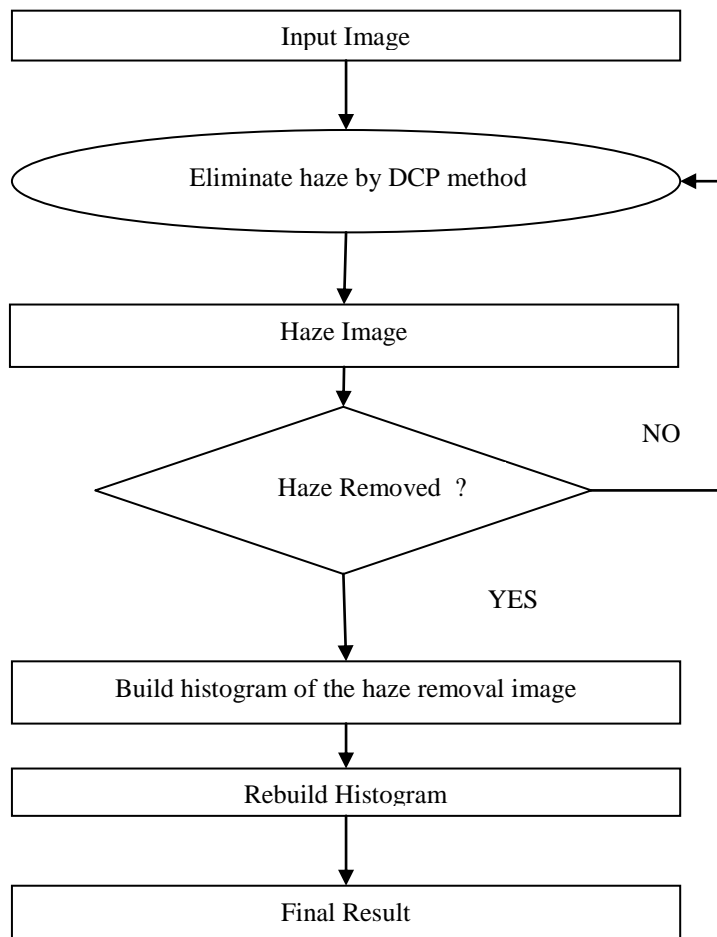 Input Image
Eliminate haze by DCP method
Haze Image
NO
Haze Removed ?
YES
Build histogram of the haze removal image
Rebuild Histogram
Final Result